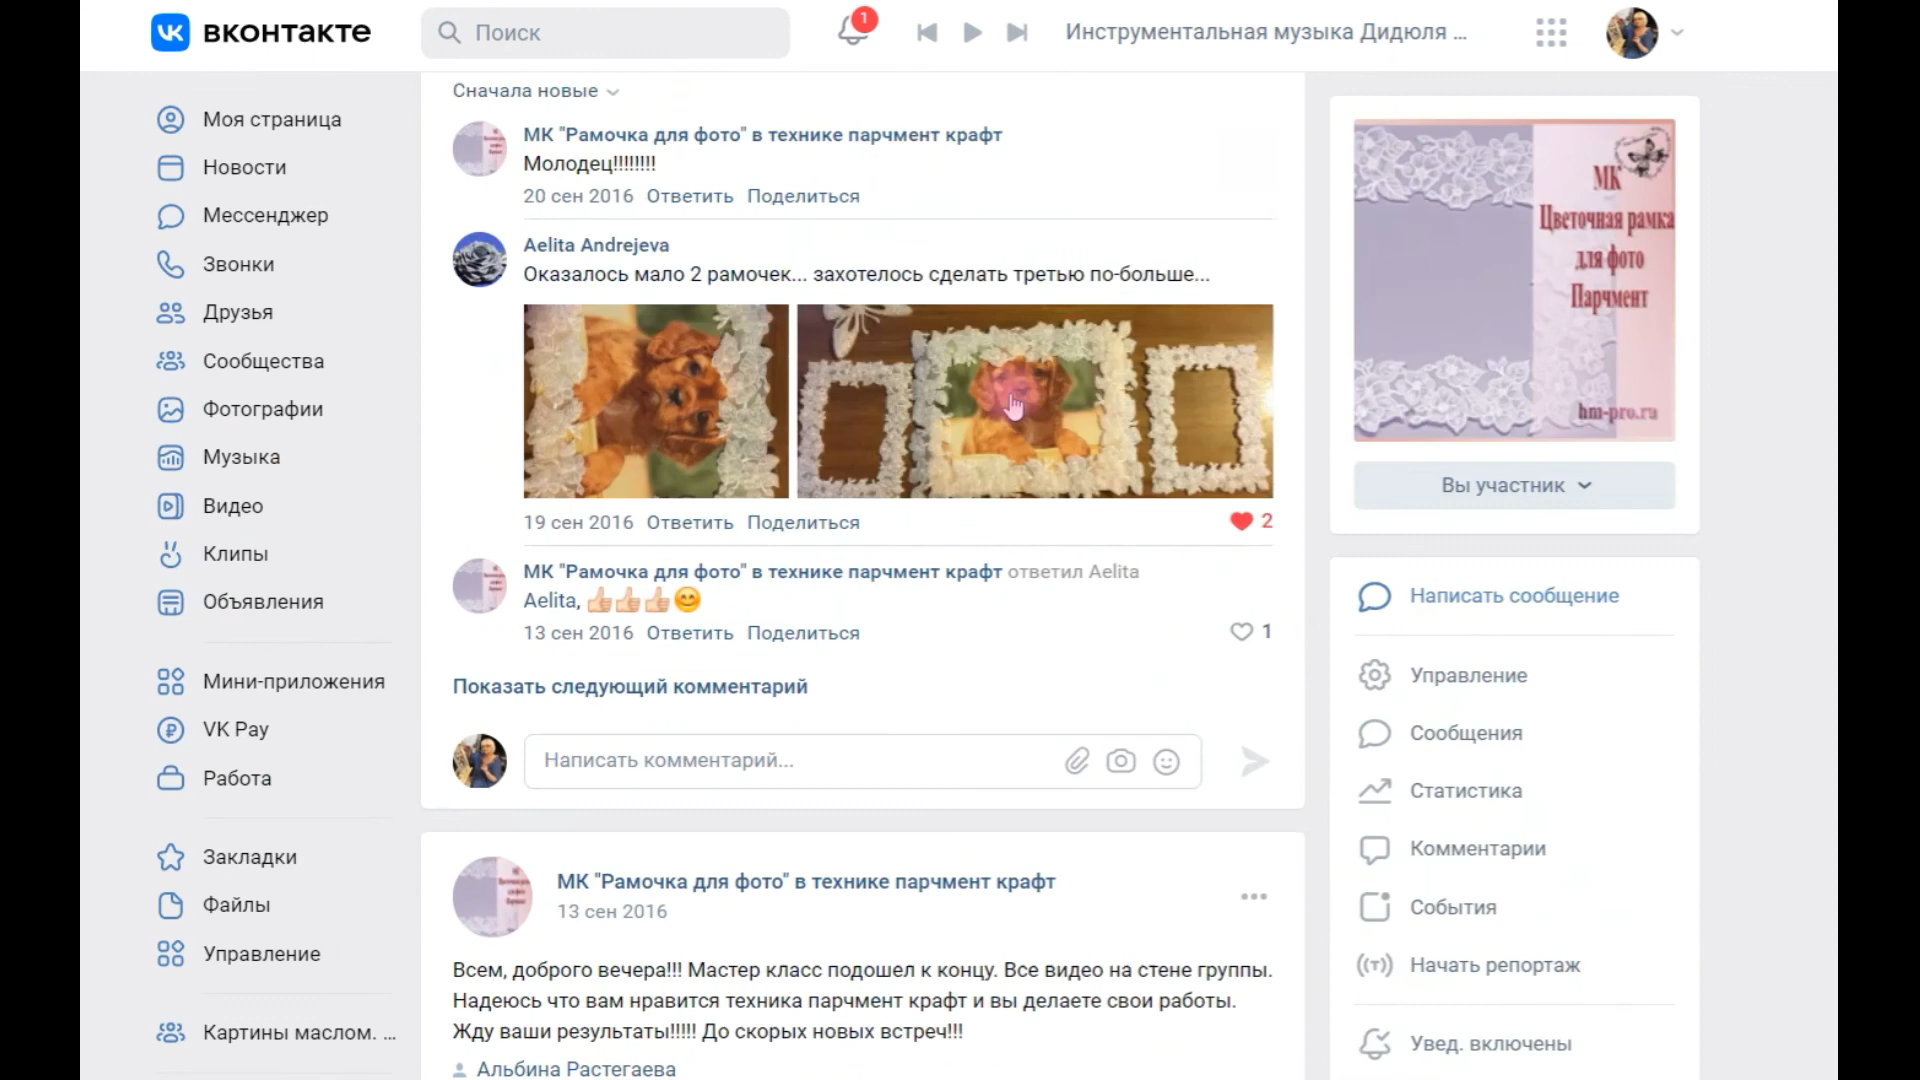 вконтакте
Поиск
1
Инструментальная музыка Дидюля ...
Моя страница
Новости
Мессенджер
Звонки
Друзья
Сообщества
Фотографии
Музыка
Видео
Клипы
Объявления
Мини-приложения
VK Pay
Работа
Закладки
Файлы
Управление
Картины маслом. ...
Сначала новые
МК "Рамочка для фото" в технике парчмент крафт
Молодец!!!!!!!!
20 сен 2016 Ответить Поделиться
Aelita Andrejeva
Оказалось мало 2 рамочек... захотелось сделать третью по-больше...
19 сен 2016 Ответить Поделиться
2
МК "Рамочка для фото" в технике парчмент крафт ответил Aelita
Aelita, 👍👍👍😊
13 сен 2016 Ответить Поделиться
1
Показать следующий комментарий
Написать комментарий...
МК "Рамочка для фото" в технике парчмент крафт
13 сен 2016
Всем, доброго вечера!!! Мастер класс подошел к концу. Все видео на стене группы.
Надеюсь что вам нравится техника парчмент крафт и вы делаете свои работы.
Жду ваши результаты!!!!! До скорых новых встреч!!!
Альбина Растегаева
МК
Цветочная рамка
для фото
Парчмент
hm-pro.ru
Вы участник
Написать сообщение
Управление
Сообщения
Статистика
Комментарии
События
Начать репортаж
Увед. включены